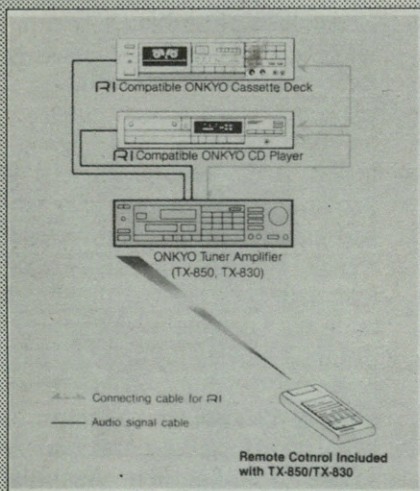 RI Compatible ONKYO Cassette Deck
RI Compatible ONKYO CD Player
ONKYO Tuner Amplifier
(TX-850, TX-830)
Connecting cable for RI
Audio signal cable
Remote Cotnrol Included
with TX-850/TX-830